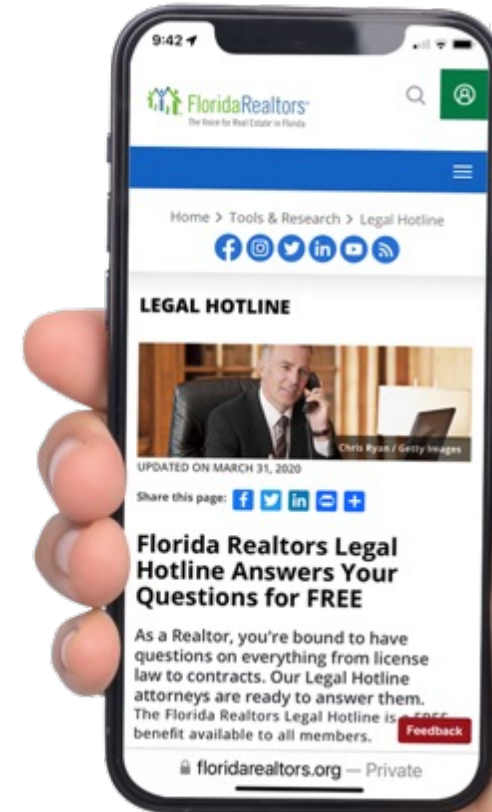 9:42
FloridaRealtors®
The Voice for Real Estate® in Florida
Home > Tools & Research > Legal Hotline
LEGAL HOTLINE
Chris Ryan / Getty Images
UPDATED ON MARCH 31, 2020
Share this page:
Florida Realtors Legal
Hotline Answers Your
Questions for FREE
As a Realtor, you're bound to have
questions on everything from license
law to contracts. Our Legal Hotline
attorneys are ready to answer them.
The Florida Realtors Legal Hotline is a FREE
benefit available to all members.
Feedback
floridarealtors.org — Private